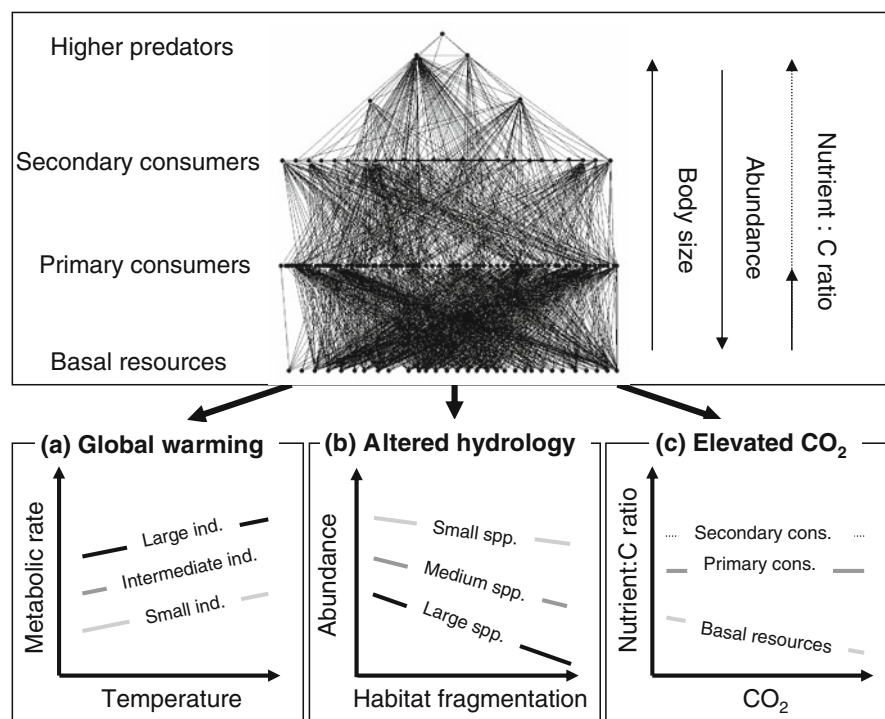 Higher predators
Secondary consumers
Primary consumers
Basal resources
Body size
Abundance
Nutrient : C ratio
(a) Global warming
Metabolic rate
Large ind.
Intermediate ind.
Small ind.
Temperature
(b) Altered hydrology
Abundance
Small spp.
Medium spp.
Large spp.
Habitat fragmentation
(c) Elevated CO₂
Nutrient:C ratio
Secondary cons.
Primary cons.
Basal resources
CO₂